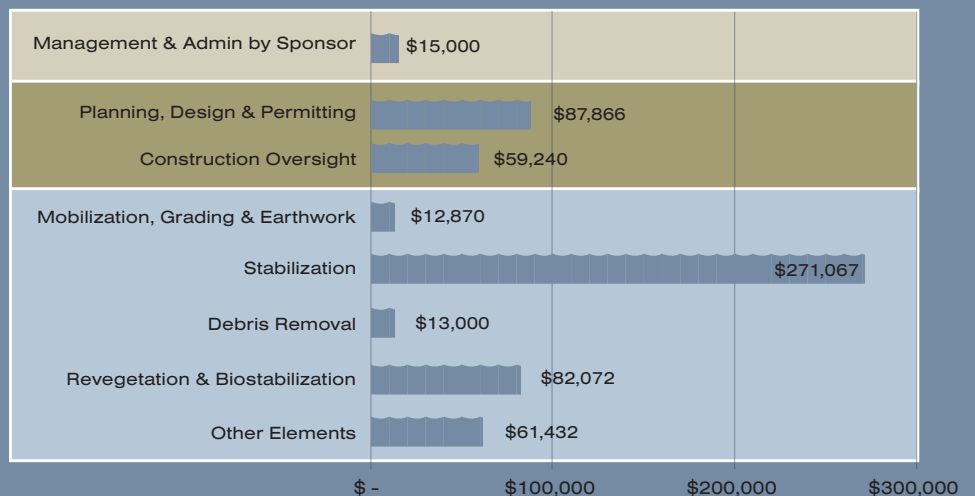 Management & Admin by Sponsor $15,000
Planning, Design & Permitting $87,866
Construction Oversight $59,240
Mobilization, Grading & Earthwork $12,870
Stabilization $271,067
Debris Removal $13,000
Revegetation & Biostabilization $82,072
Other Elements $61,432
$ - $100,000 $200,000 $300,000